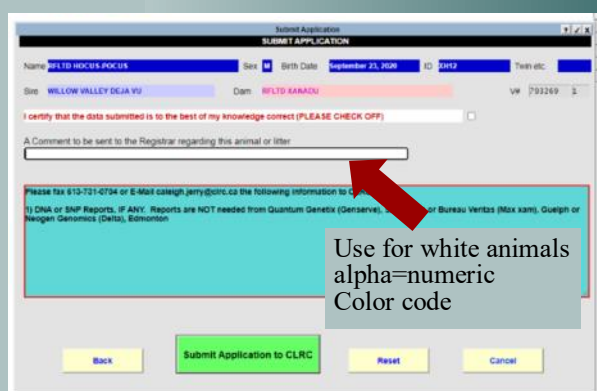 Submit Application
SUBMIT APPLICATION
Name RFLTD HOCUS POCUS Sex M Birth Date September 23, 2020 ID XH12 Twin etc.
Sire WILLOW VALLEY DEJA VU Dam RFLTD XANADU V# 793269 1
I certify that the data submitted is to the best of my knowledge correct (PLEASE CHECK OFF)
A Comment to be sent to the Registrar regarding this animal or litter
Please fax 613-731-0704 or E-Mail caleigh.jerry@clrc.ca the following information to
1) DNA or SNP Reports, IF ANY. Reports are NOT needed from Quantum Genetix (Genserve), or Bureau Veritas (Max xam), Guelph or
Neogen Genomics (Delta), Edmonton
Use for white animals
alpha=numeric
Color code
Back Submit Application to CLRC Reset Cancel